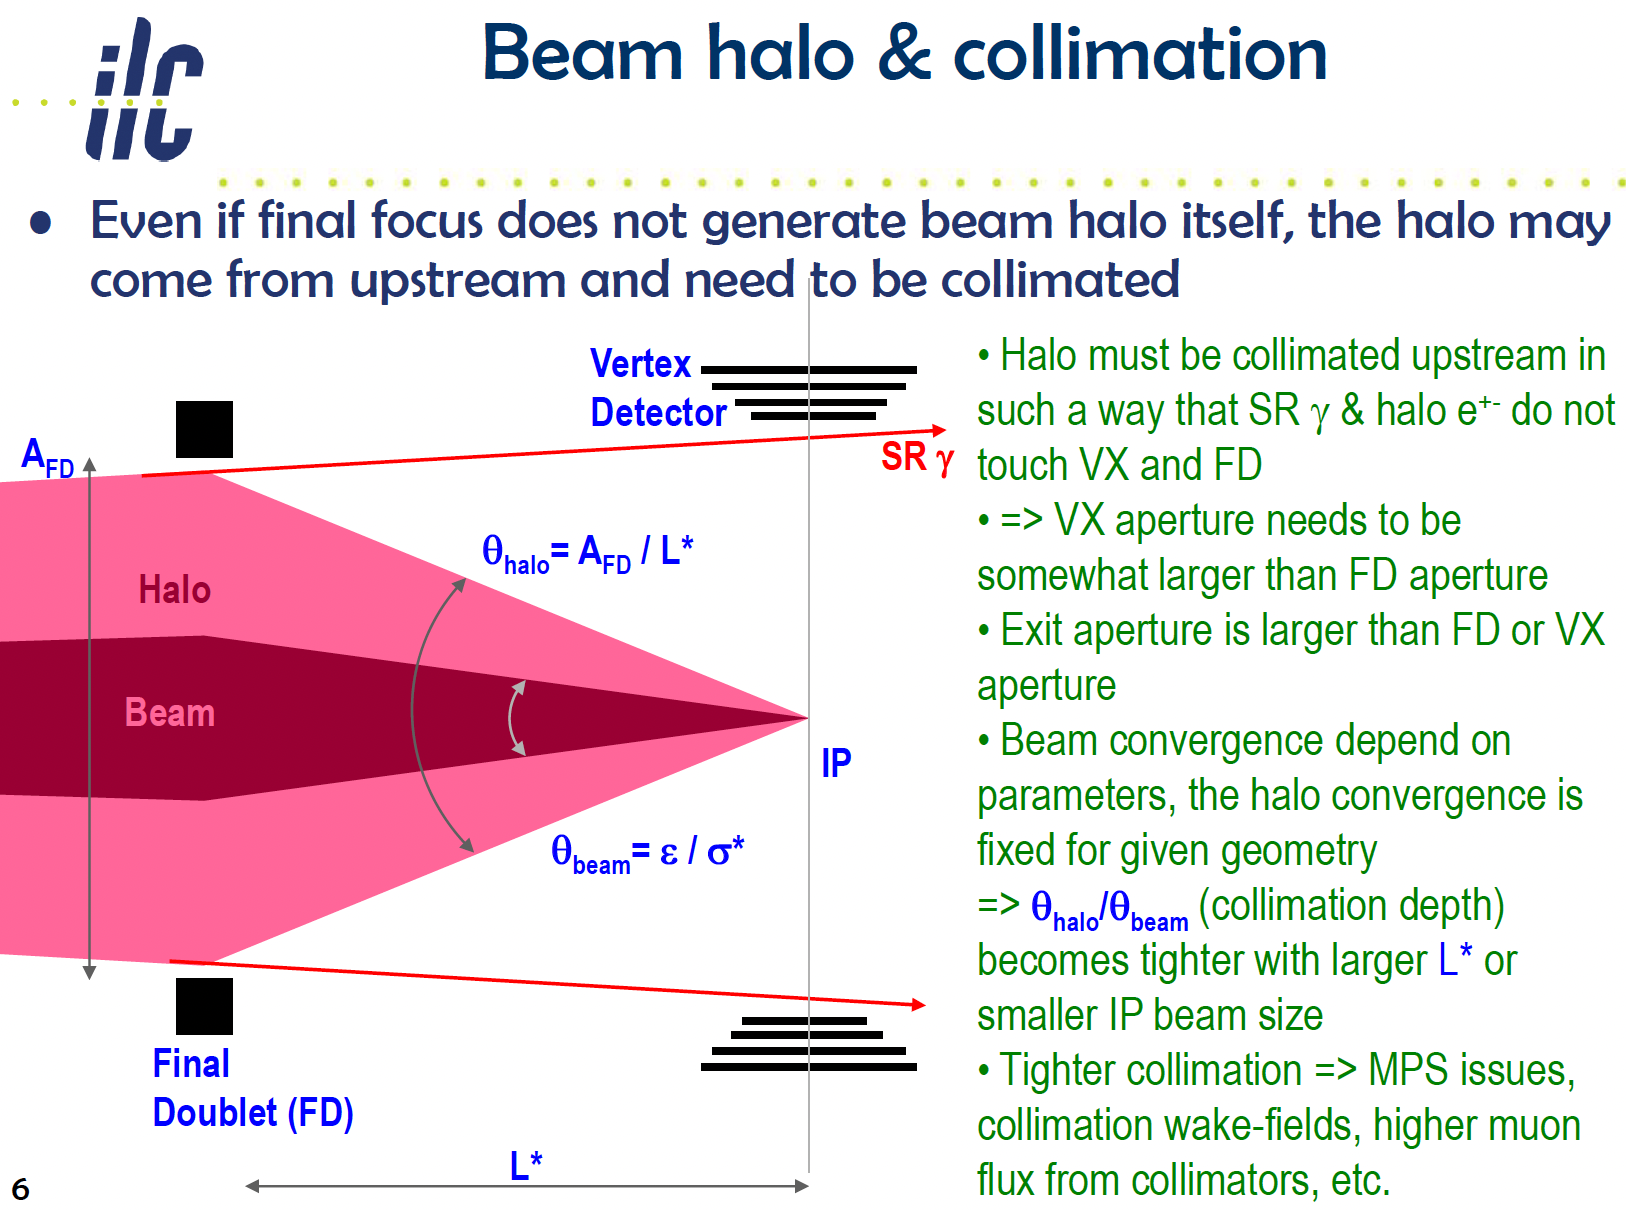 ilc
Beam halo & collimation
• Even if final focus does not generate beam halo itself, the halo may
come from upstream and need to be collimated
Vertex
Detector
A_FD
SR γ
θ_halo= A_FD / L*
Halo
Beam
IP
θ_beam= ε / σ*
Final
Doublet (FD)
L*
• Halo must be collimated upstream in
such a way that SR γ & halo e⁺⁻ do not
touch VX and FD
• => VX aperture needs to be
somewhat larger than FD aperture
• Exit aperture is larger than FD or VX
aperture
• Beam convergence depend on
parameters, the halo convergence is
fixed for given geometry
=> θ_halo/θ_beam (collimation depth)
becomes tighter with larger L* or
smaller IP beam size
• Tighter collimation => MPS issues,
collimation wake-fields, higher muon
flux from collimators, etc.
6